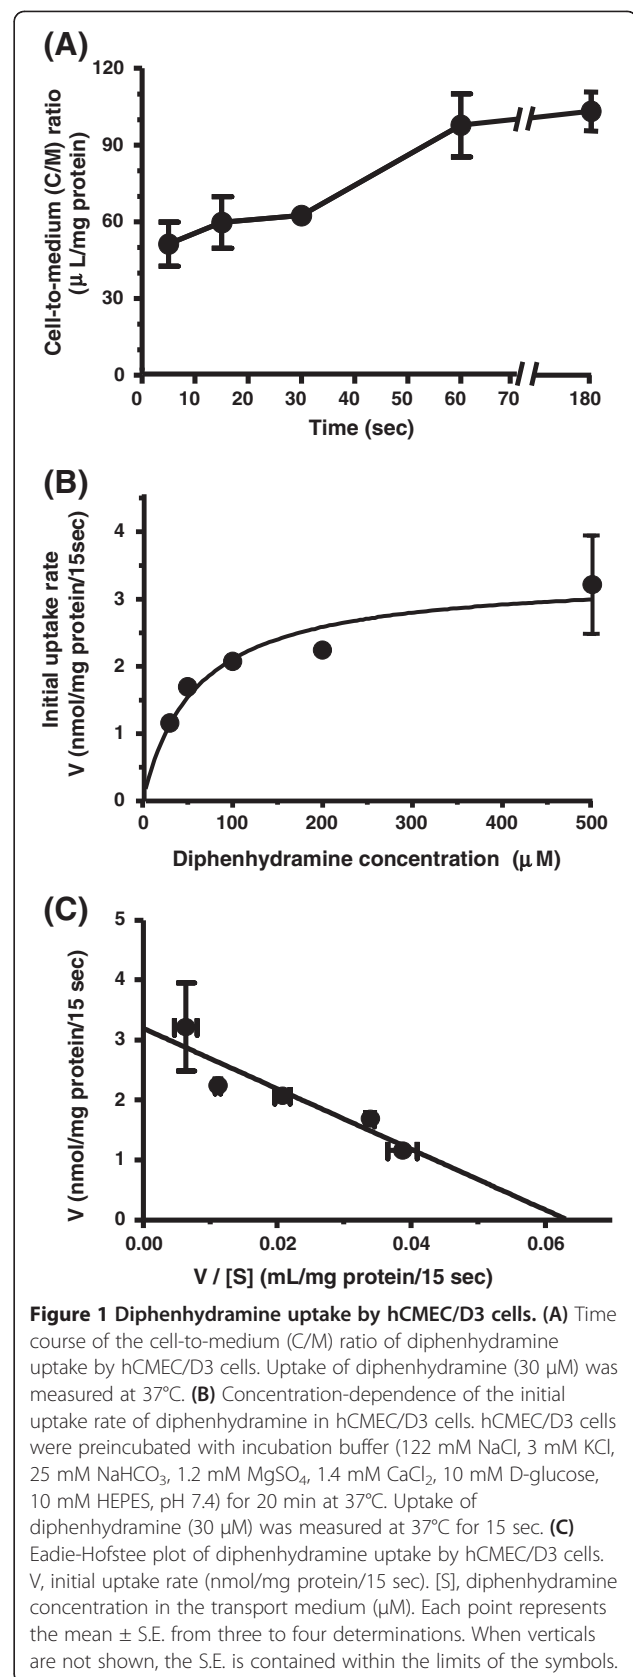 (A)
120
90
60
30
0
Cell-to-medium (C/M) ratio
(μ L/mg protein)
0 10 20 30 40 50 60 70 180
Time (sec)
(B)
4
3
2
1
0
Initial uptake rate
V (nmol/mg protein/15sec)
0 100 200 300 400 500
Diphenhydramine concentration (μ M)
(C)
5
4
3
2
1
0
V (nmol/mg protein/15 sec)
0.00 0.02 0.04 0.06
V / [S] (mL/mg protein/15 sec)
Figure 1 Diphenhydramine uptake by hCMEC/D3 cells. (A) Time
course of the cell-to-medium (C/M) ratio of diphenhydramine
uptake by hCMEC/D3 cells. Uptake of diphenhydramine (30 μM) was
measured at 37°C. (B) Concentration-dependence of the initial
uptake rate of diphenhydramine in hCMEC/D3 cells. hCMEC/D3 cells
were preincubated with incubation buffer (122 mM NaCl, 3 mM KCl,
25 mM NaHCO₃, 1.2 mM MgSO₄, 1.4 mM CaCl₂, 10 mM D-glucose,
10 mM HEPES, pH 7.4) for 20 min at 37°C. Uptake of
diphenhydramine (30 μM) was measured at 37°C for 15 sec. (C)
Eadie-Hofstee plot of diphenhydramine uptake by hCMEC/D3 cells.
V, initial uptake rate (nmol/mg protein/15 sec). [S], diphenhydramine
concentration in the transport medium (μM). Each point represents
the mean ± S.E. from three to four determinations. When verticals
are not shown, the S.E. is contained within the limits of the symbols.